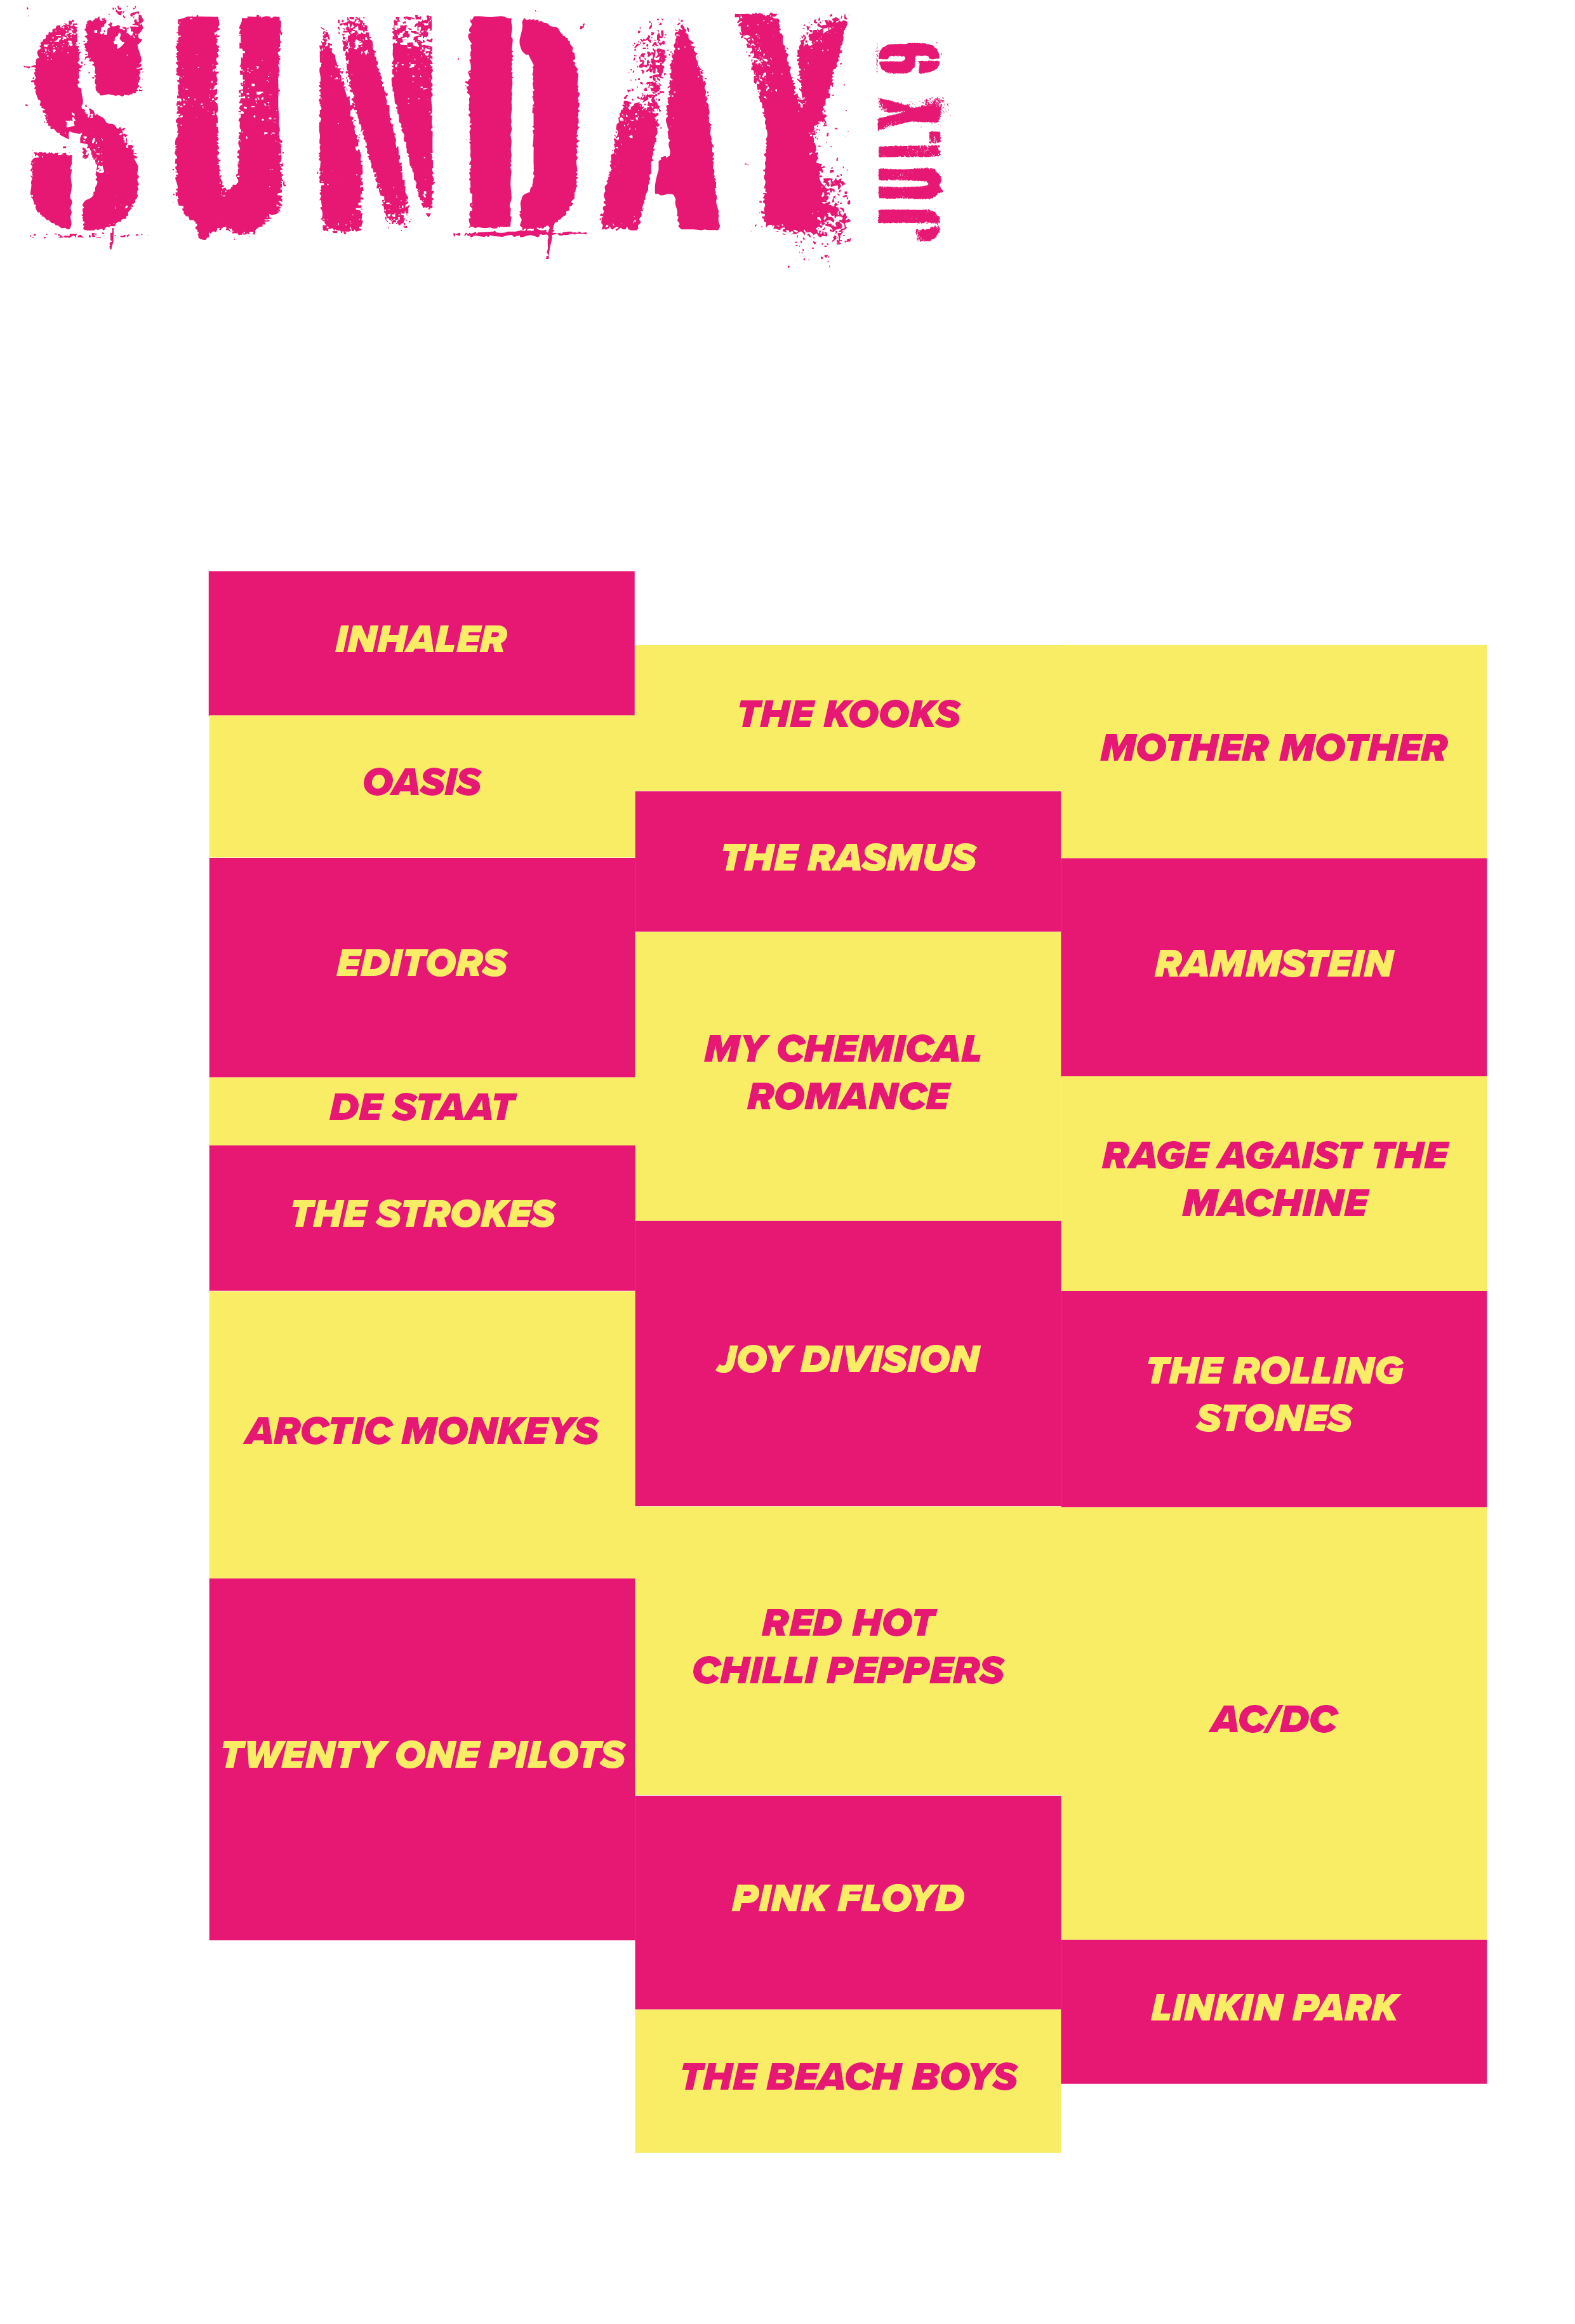 SUNDAY
JULY 9
INHALER
OASIS
EDITORS
DE STAAT
THE STROKES
ARCTIC MONKEYS
TWENTY ONE PILOTS
THE KOOKS
THE RASMUS
MY CHEMICAL
ROMANCE
JOY DIVISION
RED HOT
CHILLI PEPPERS
PINK FLOYD
THE BEACH BOYS
MOTHER MOTHER
RAMMSTEIN
RAGE AGAIST THE
MACHINE
THE ROLLING
STONES
AC/DC
LINKIN PARK